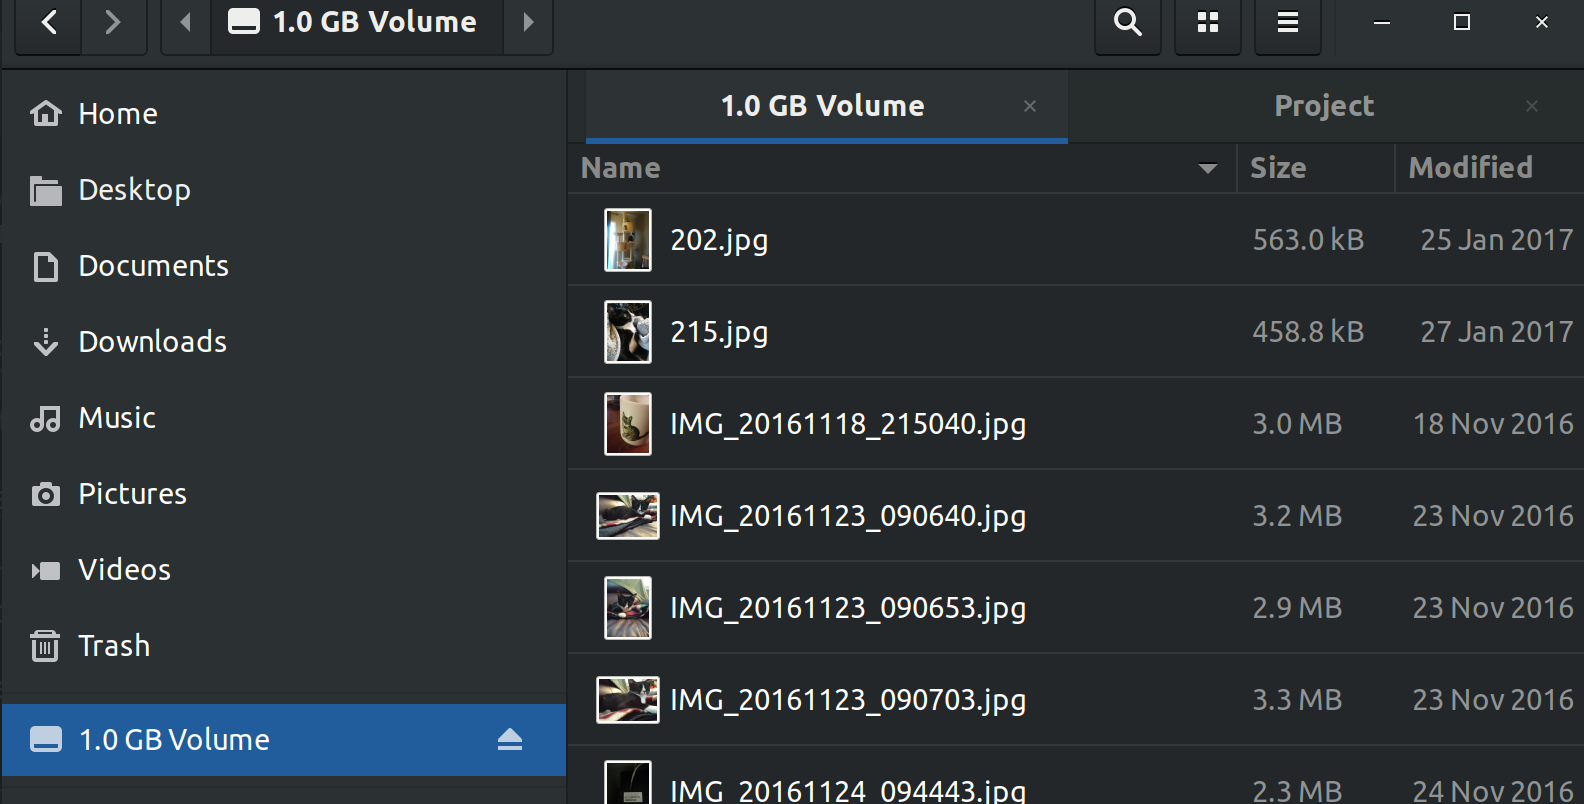 1.0 GB Volume
Home
Desktop
Documents
Downloads
Music
Pictures
Videos
Trash
1.0 GB Volume
1.0 GB Volume Project
Name Size Modified
202.jpg 563.0 kB 25 Jan 2017
215.jpg 458.8 kB 27 Jan 2017
IMG_20161118_215040.jpg 3.0 MB 18 Nov 2016
IMG_20161123_090640.jpg 3.2 MB 23 Nov 2016
IMG_20161123_090653.jpg 2.9 MB 23 Nov 2016
IMG_20161123_090703.jpg 3.3 MB 23 Nov 2016
IMG_20161124_094443.jpg 2.3 MB 24 Nov 2016